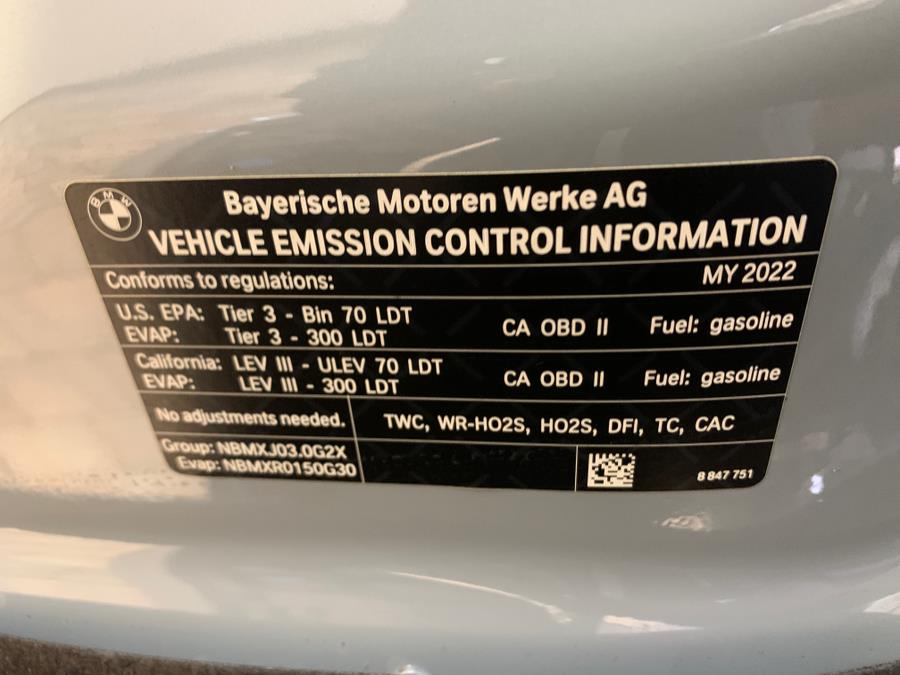 BMW
Bayerische Motoren Werke AG
VEHICLE EMISSION CONTROL INFORMATION
Conforms to regulations: MY 2022
U.S. EPA: Tier 3 - Bin 70 LDT
EVAP: Tier 3 - 300 LDT CA OBD II Fuel: gasoline
California: LEV III - ULEV 70 LDT
EVAP: LEV III - 300 LDT CA OBD II Fuel: gasoline
No adjustments needed. TWC, WR-HO2S, HO2S, DFI, TC, CAC
Group: NBMXJ03.0G2X
Evap: NBMXR0150G30 8 847 751